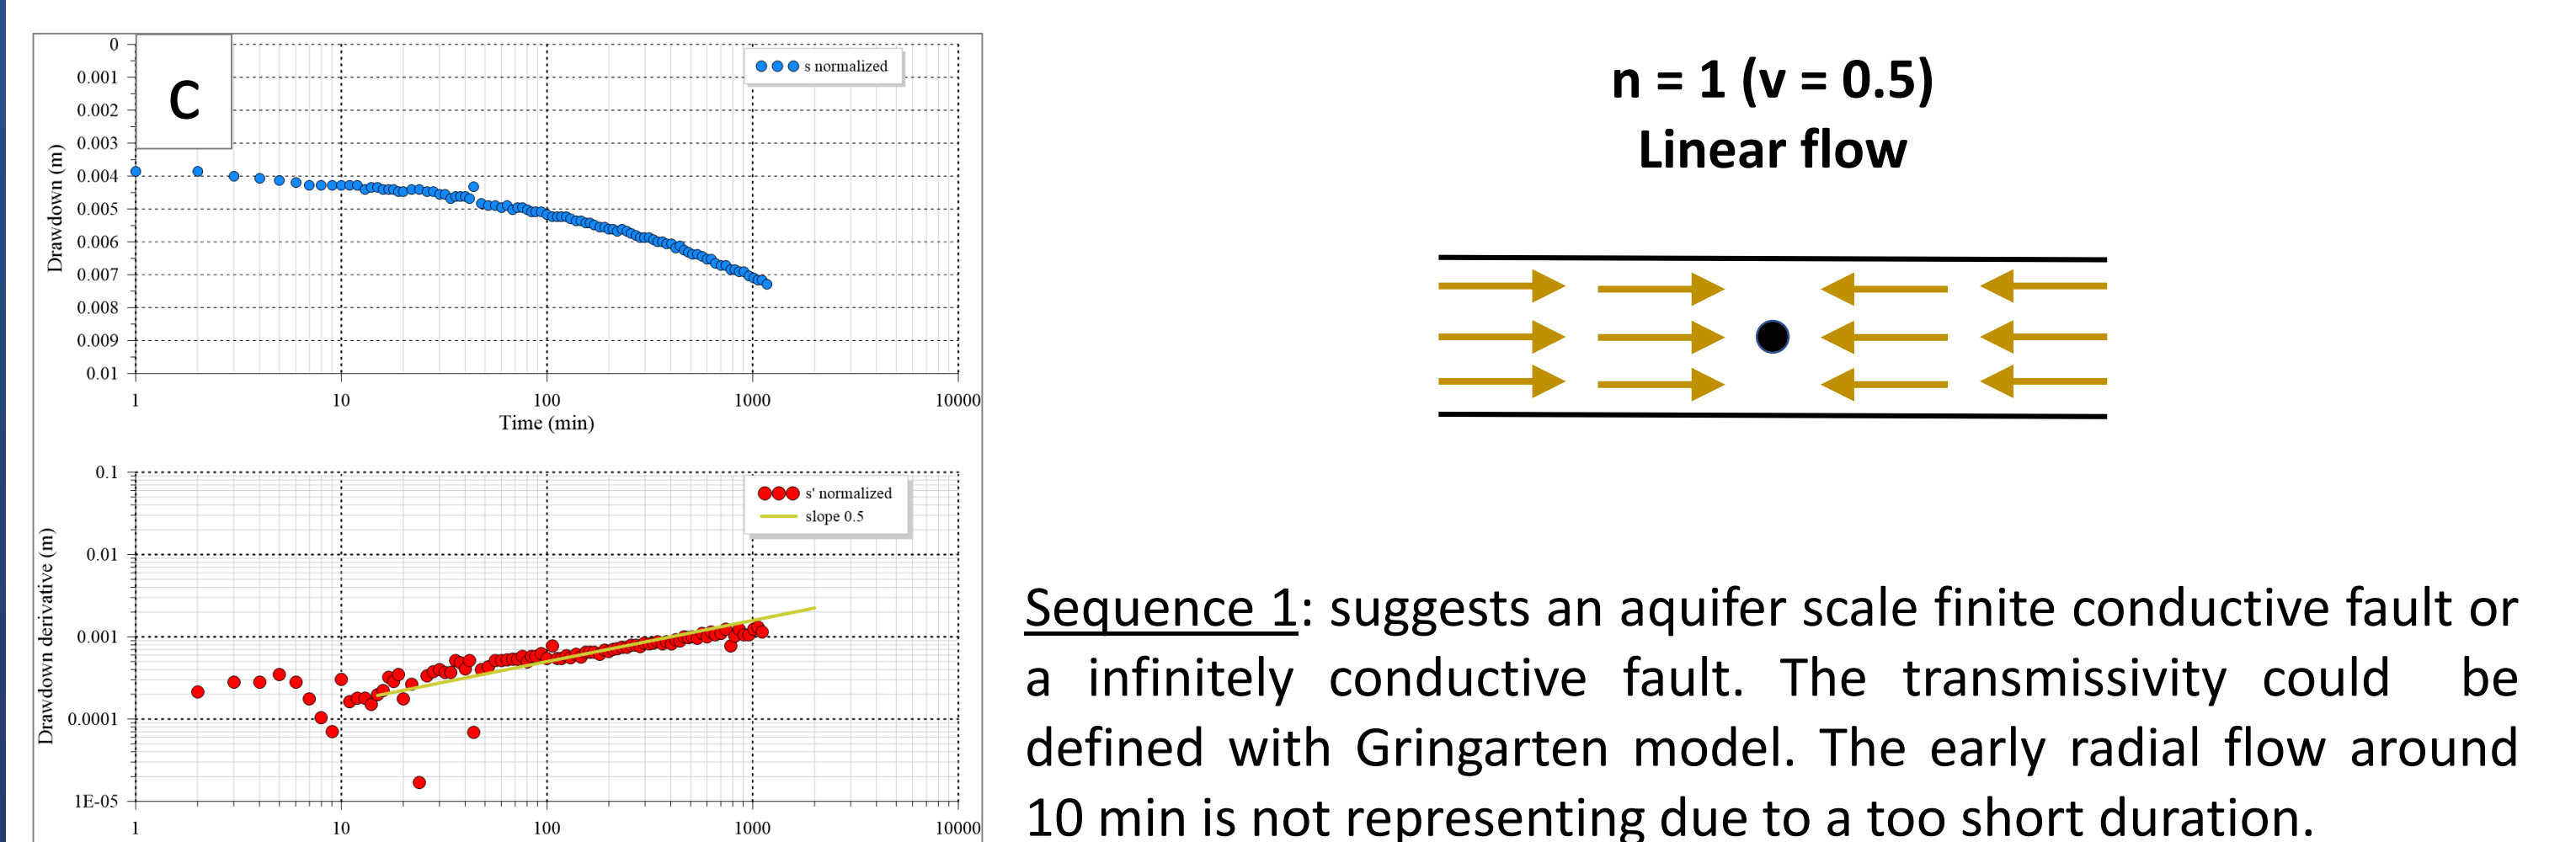 C
s normalized
0
0.001
0.002
0.003
0.004
0.005
0.006
0.007
0.008
0.009
0.01
Drawdown (m)
1 10 100 1000 10000
Time (min)
s' normalized
slope 0.5
0.1
0.01
0.001
0.0001
1E-05
Drawdown derivative (m)
1 10 100 1000 10000
n = 1 (v = 0.5)
Linear flow
Sequence 1: suggests an aquifer scale finite conductive fault or
a infinitely conductive fault. The transmissivity could be
defined with Gringarten model. The early radial flow around
10 min is not representing due to a too short duration.